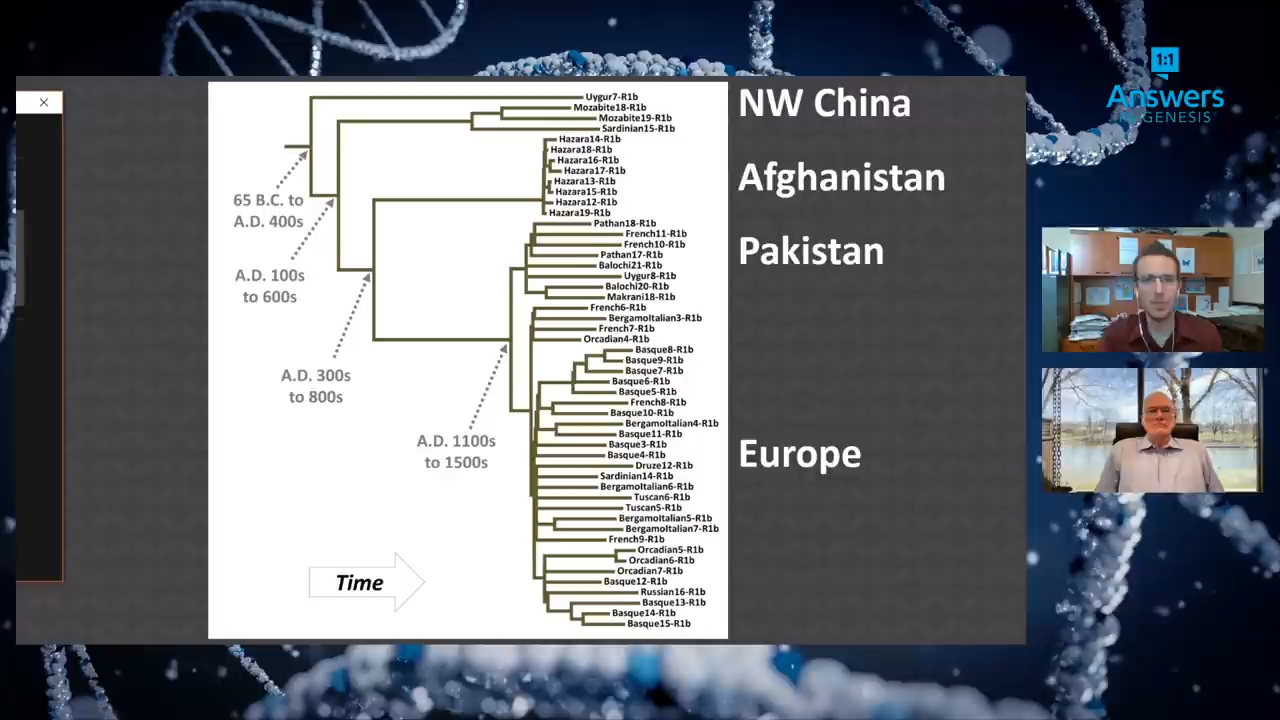 1:1
Answers
IN GENESIS
×
Uygur7-R1b
Mozabite18-R1b
Mozabite19-R1b
Sardinian15-R1b
Hazara14-R1b
Hazara18-R1b
Hazara16-R1b
Hazara17-R1b
Hazara13-R1b
Hazara15-R1b
Hazara12-R1b
Hazara19-R1b
Pathan18-R1b
French11-R1b
French10-R1b
Pathan17-R1b
Balochi21-R1b
Uygur8-R1b
Balochi20-R1b
Makrani18-R1b
French6-R1b
BergamoItalian3-R1b
French7-R1b
Orcadian4-R1b
Basque8-R1b
Basque9-R1b
Basque7-R1b
Basque6-R1b
Basque5-R1b
French8-R1b
Basque10-R1b
BergamoItalian4-R1b
Basque11-R1b
Basque3-R1b
Basque4-R1b
Druze12-R1b
Sardinian14-R1b
BergamoItalian6-R1b
Tuscan6-R1b
Tuscan5-R1b
BergamoItalian5-R1b
BergamoItalian7-R1b
French9-R1b
Orcadian5-R1b
Orcadian6-R1b
Orcadian7-R1b
Basque12-R1b
Russian16-R1b
Basque13-R1b
Basque14-R1b
Basque15-R1b
65 B.C. to
A.D. 400s
A.D. 100s
to 600s
A.D. 300s
to 800s
A.D. 1100s
to 1500s
Time
NW China
Afghanistan
Pakistan
Europe